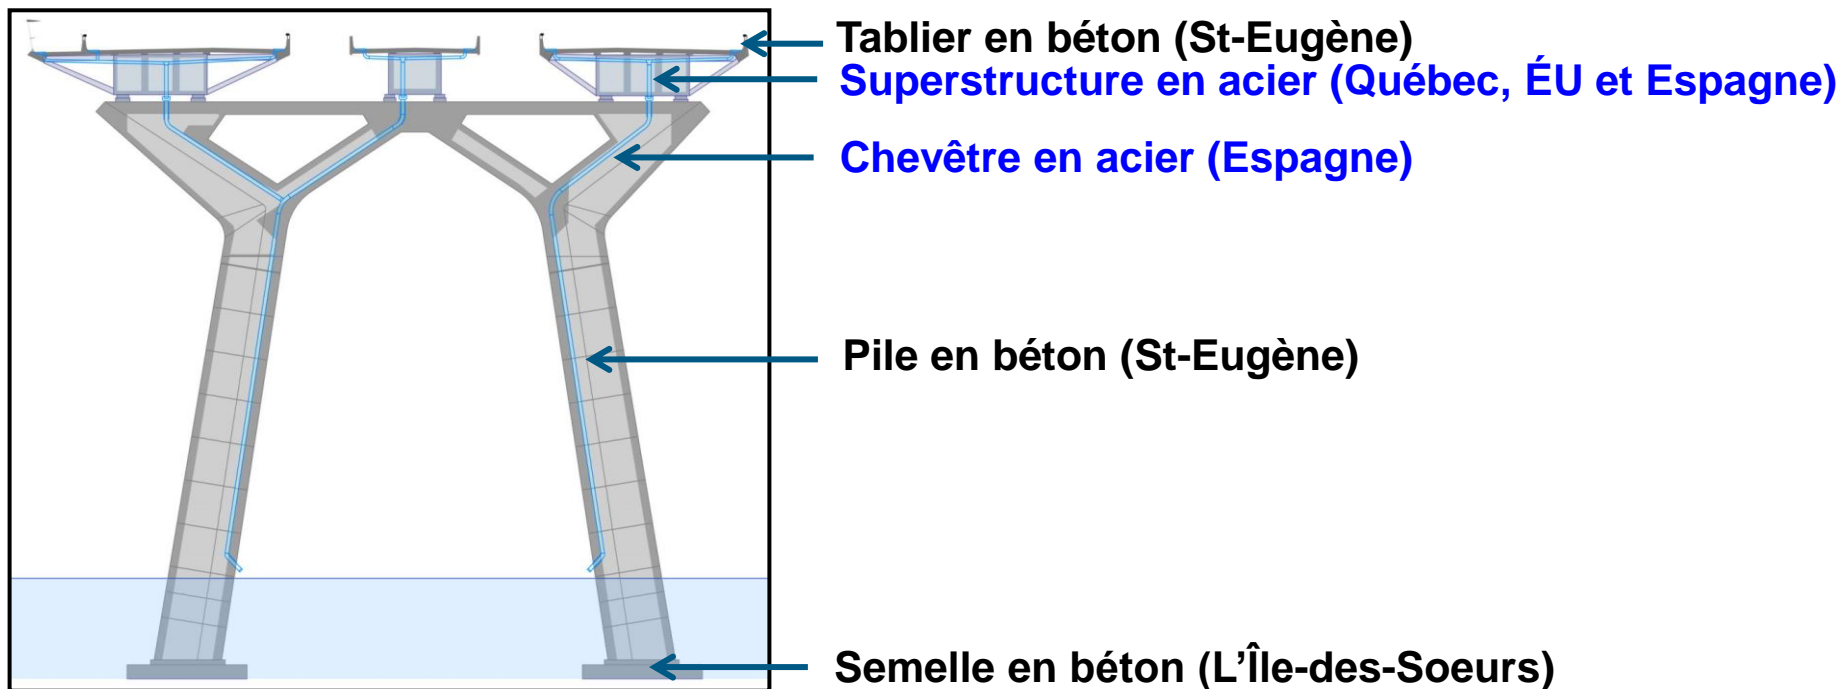 Tablier en béton (St-Eugène)
Superstructure en acier (Québec, ÉU et Espagne)
Chevêtre en acier (Espagne)
Pile en béton (St-Eugène)
Semelle en béton (L’Île-des-Soeurs)